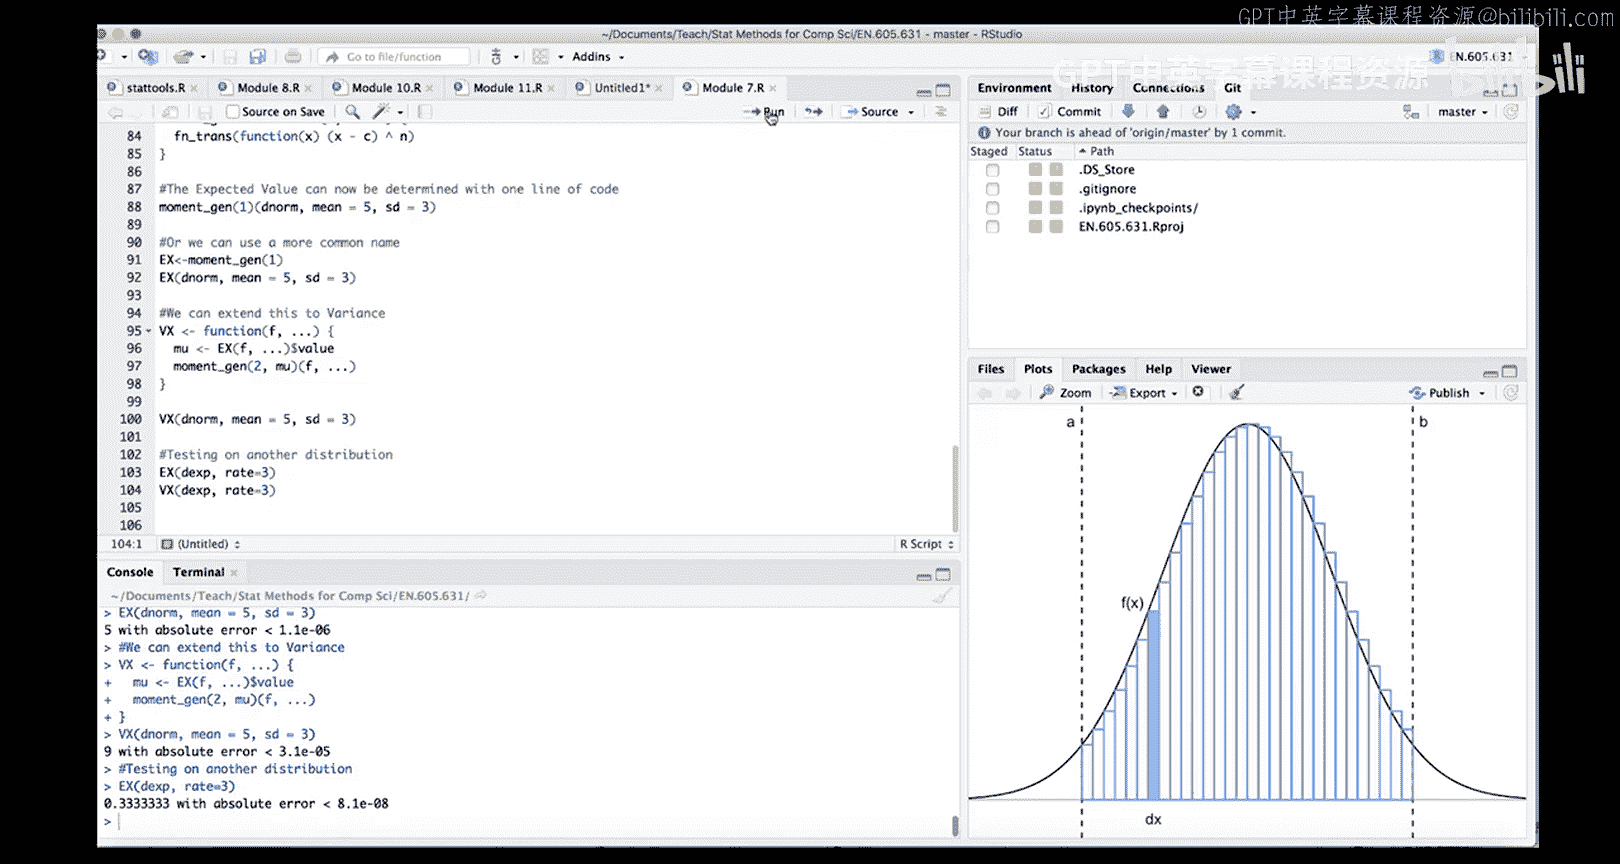 GPT中英字幕课程资源@bilibili.com
~/Documents/Teach/Stat Methods for Comp Sci/EN.605.631 - master - RStudio
Go to file/function
Addins
EN.605.631
GPT中英字幕课程资源
stattools.R
Module 8.R
Module 10.R
Module 11.R
Untitled1*
Module 7.R
Source on Save
Run
Source
84 fn_trans(function(x) (x - c) ^ n)
85 }
86
87 #The Expected Value can now be determined with one line of code
88 moment_gen(1)(dnorm, mean = 5, sd = 3)
89
90 #Or we can use a more common name
91 EX<-moment_gen(1)
92 EX(dnorm, mean = 5, sd = 3)
93
94 #We can extend this to Variance
95 VX <- function(f, ...) {
96 mu <- EX(f, ...)$value
97 moment_gen(2, mu)(f, ...)
98 }
99
100 VX(dnorm, mean = 5, sd = 3)
101
102 #Testing on another distribution
103 EX(dexp, rate=3)
104 VX(dexp, rate=3)
105
106
104:1 (Untitled) R Script
Console Terminal
~/Documents/Teach/Stat Methods for Comp Sci/EN.605.631/
> EX(dnorm, mean = 5, sd = 3)
5 with absolute error < 1.1e-06
> #We can extend this to Variance
> VX <- function(f, ...) {
+ mu <- EX(f, ...)$value
+ moment_gen(2, mu)(f, ...)
+ }
> VX(dnorm, mean = 5, sd = 3)
9 with absolute error < 3.1e-05
> #Testing on another distribution
> EX(dexp, rate=3)
0.3333333 with absolute error < 8.1e-08
>
Environment History Connections Git
Diff Commit master
Your branch is ahead of 'origin/master' by 1 commit.
Staged Status Path
.DS_Store
.gitignore
.ipynb_checkpoints/
EN.605.631.Rproj
Files Plots Packages Help Viewer
Zoom Export Publish
a
b
f(x)
dx